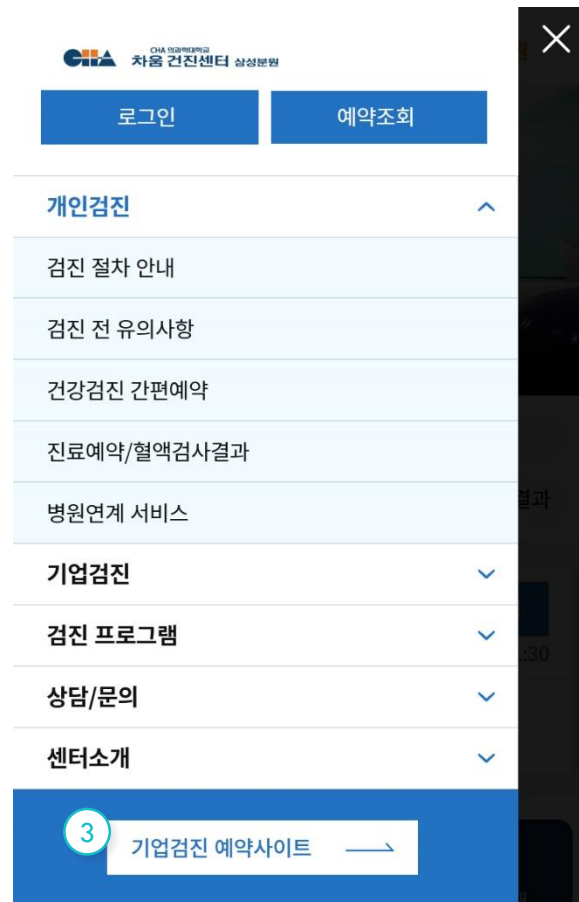 CHA 의과학대학교
CHA 차움 건진센터 삼성분원
로그인 예약조회
개인검진
검진 절차 안내
검진 전 유의사항
건강검진 간편예약
진료예약/혈액검사결과
병원연계 서비스
결과
기업검진
검진 프로그램
:30
상담/문의
센터소개
3
기업검진 예약사이트